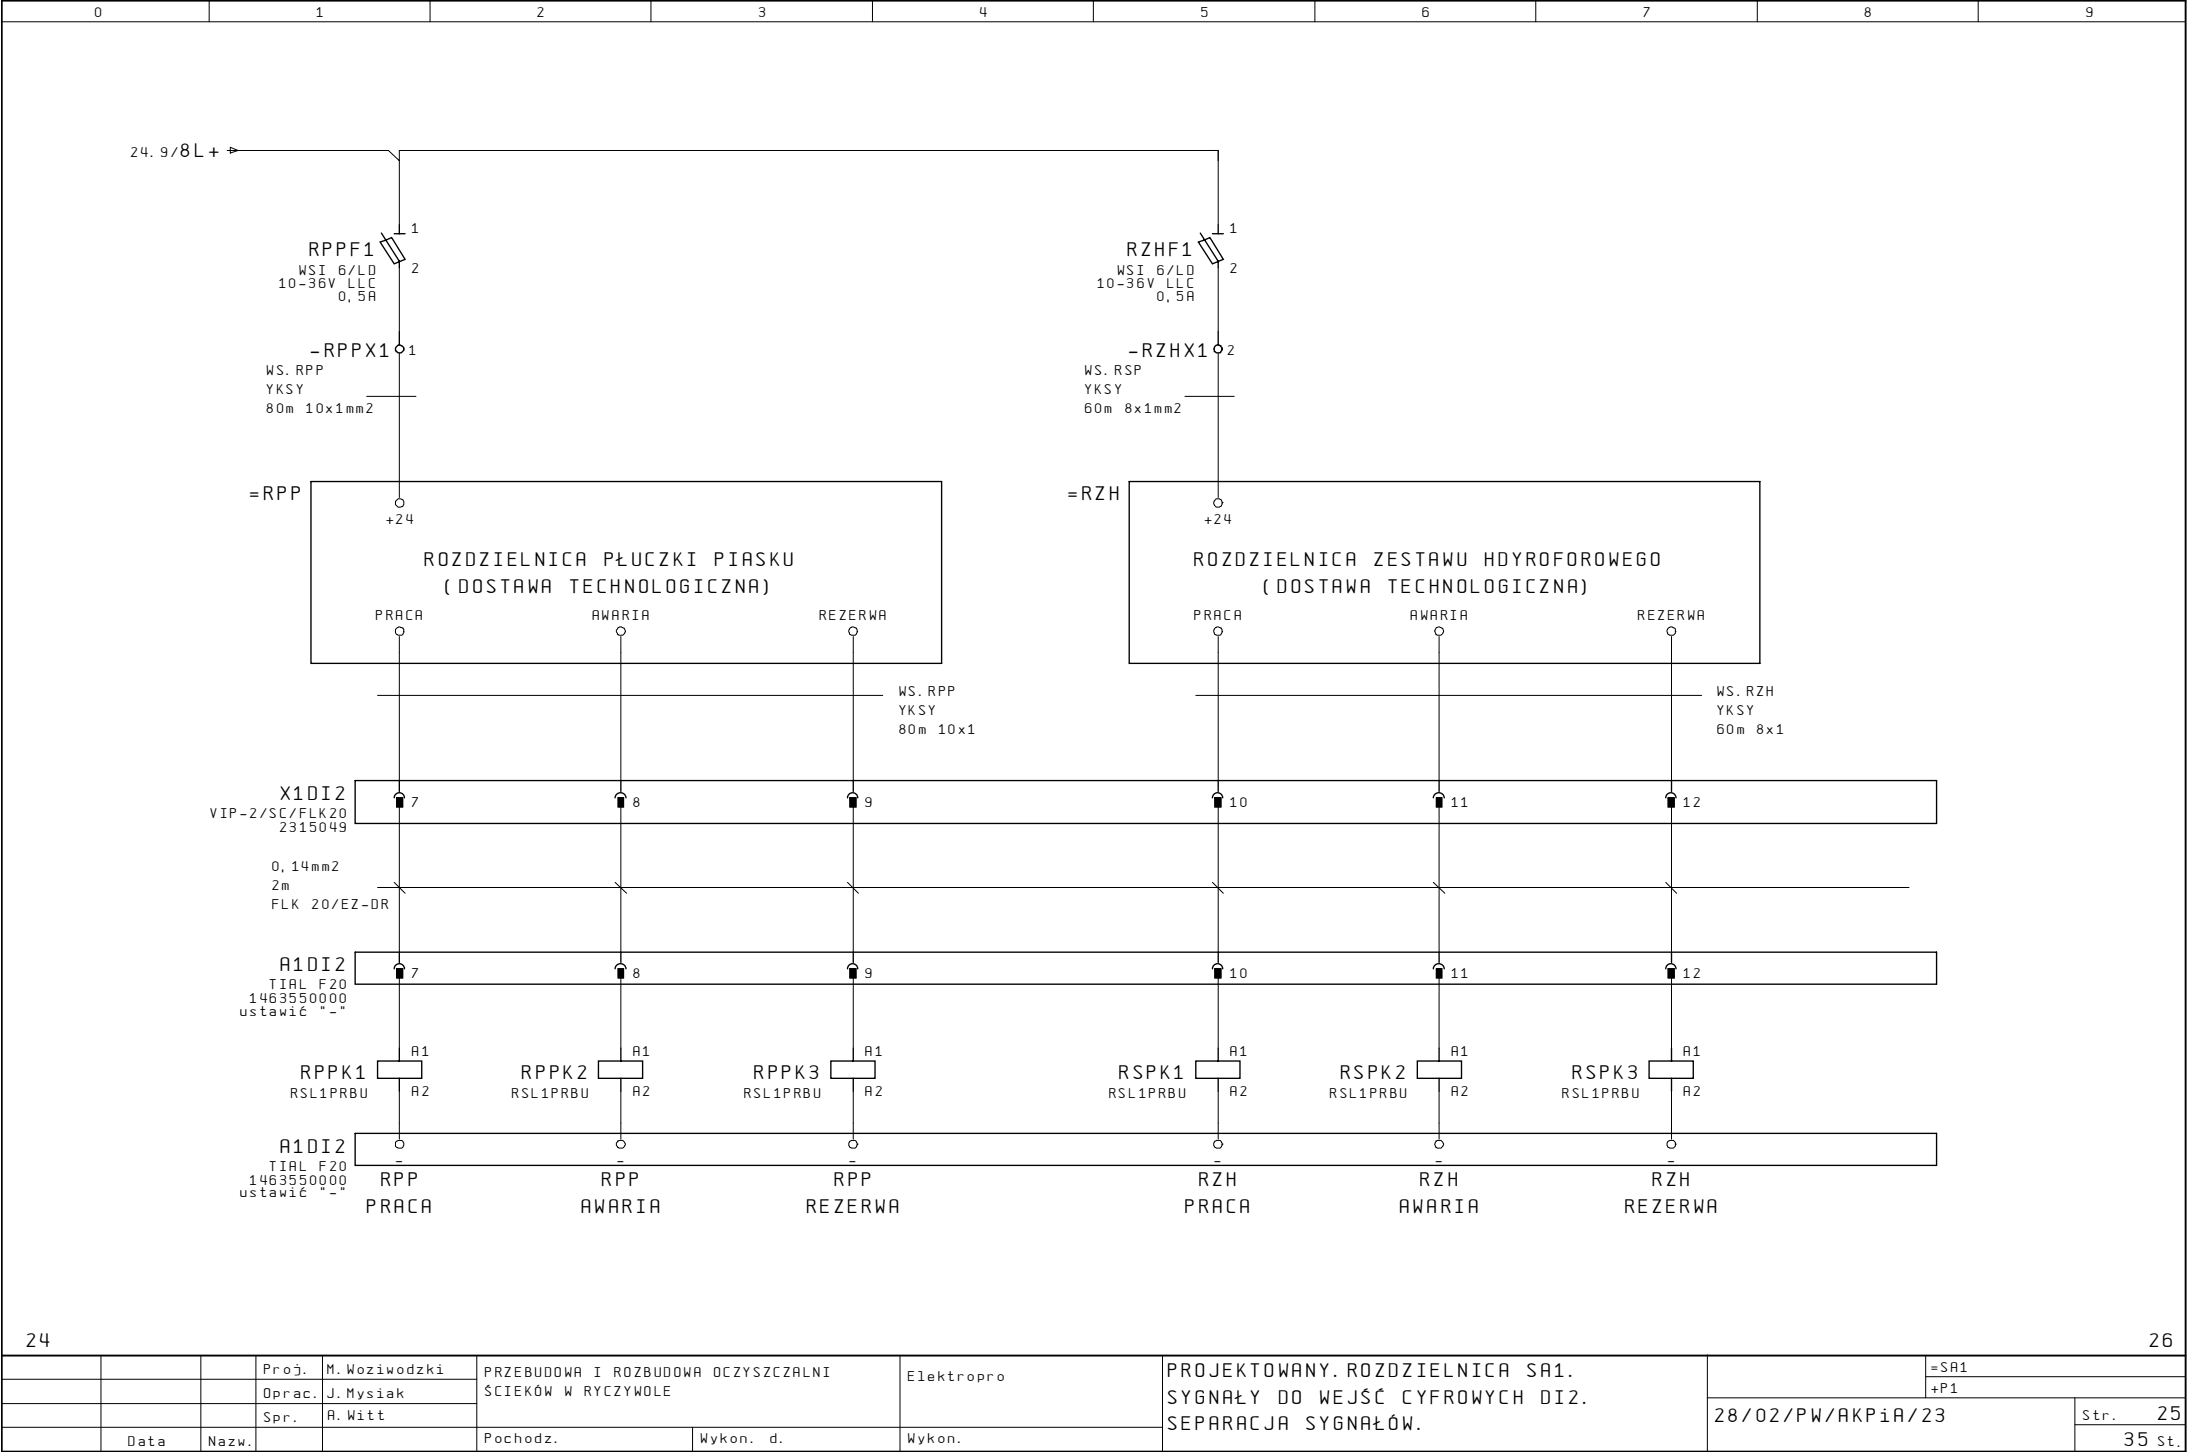 0 1 2 3 4 5 6 7 8 9
24.9/8L+
RPPF1 1
WSI 6/LD 2
10-36V LLC
0,5A
RZHF1 1
WSI 6/LD 2
10-36V LLC
0,5A
-RPPX1 1
WS.RPP
YKSY
80m 10x1mm2
-RZHX1 2
WS.RSP
YKSY
60m 8x1mm2
=RPP
+24
ROZDZIELNICA PŁUCZKI PIASKU
(DOSTAWA TECHNOLOGICZNA)
PRACA AWARIA REZERWA
=RZH
+24
ROZDZIELNICA ZESTAWU HDYROFOROWEGO
(DOSTAWA TECHNOLOGICZNA)
PRACA AWARIA REZERWA
WS.RPP
YKSY
80m 10x1
WS.RZH
YKSY
60m 8x1
X1DI2 7 8 9 10 11 12
VIP-2/SC/FLK20
2315049
0,14mm2
2m
FLK 20/EZ-DR
A1DI2 7 8 9 10 11 12
TIAL F20
1463550000
ustawić "-"
A1 A1 A1 A1 A1 A1
RPPK1 RPPK2 RPPK3 RSPK1 RSPK2 RSPK3
RSL1PRBU A2 RSL1PRBU A2 RSL1PRBU A2 RSL1PRBU A2 RSL1PRBU A2 RSL1PRBU A2
A1DI2
TIAL F20
1463550000
ustawić "-"
- - - - - -
RPP RPP RPP RZH RZH RZH
PRACA AWARIA REZERWA PRACA AWARIA REZERWA
24 26
Proj. M.Woziwodzki
Oprac. J.Mysiak
Spr. A.Witt
Data Nazw.
PRZEBUDOWA I ROZBUDOWA OCZYSZCZALNI
ŚCIEKÓW W RYCZYWOLE
Pochodz. Wykon. d.
Elektropro
Wykon.
PROJEKTOWANY.ROZDZIELNICA SA1.
SYGNAŁY DO WEJŚĆ CYFROWYCH DI2.
SEPARACJA SYGNAŁÓW.
=SA1
+P1
28/02/PW/AKPiA/23
Str. 25
35 St.